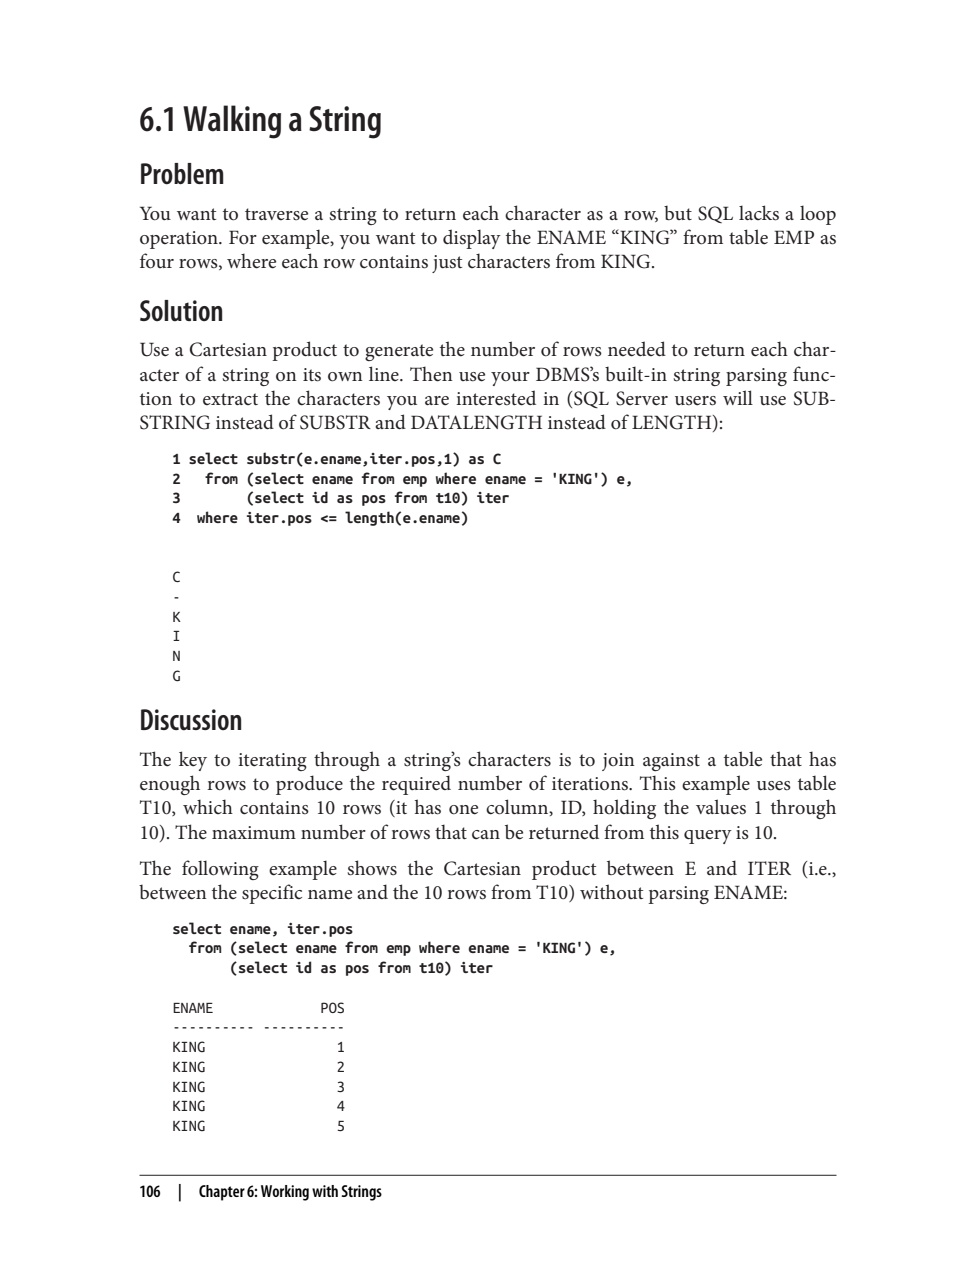 6.1 Walking a String
Problem
You want to traverse a string to return each character as a row, but SQL lacks a loop
operation. For example, you want to display the ENAME “KING” from table EMP as
four rows, where each row contains just characters from KING.
Solution
Use a Cartesian product to generate the number of rows needed to return each char-
acter of a string on its own line. Then use your DBMS’s built-in string parsing func-
tion to extract the characters you are interested in (SQL Server users will use SUB-
STRING instead of SUBSTR and DATALENGTH instead of LENGTH):
1 select substr(e.ename,iter.pos,1) as C
2   from (select ename from emp where ename = 'KING') e,
3        (select id as pos from t10) iter
4  where iter.pos <= length(e.ename)
C
-
K
I
N
G
Discussion
The key to iterating through a string’s characters is to join against a table that has
enough rows to produce the required number of iterations. This example uses table
T10, which contains 10 rows (it has one column, ID, holding the values 1 through
10). The maximum number of rows that can be returned from this query is 10.
The following example shows the Cartesian product between E and ITER (i.e.,
between the specific name and the 10 rows from T10) without parsing ENAME:
select ename, iter.pos
  from (select ename from emp where ename = 'KING') e,
       (select id as pos from t10) iter
ENAME             POS
---------- ----------
KING                1
KING                2
KING                3
KING                4
KING                5
106 | Chapter 6: Working with Strings